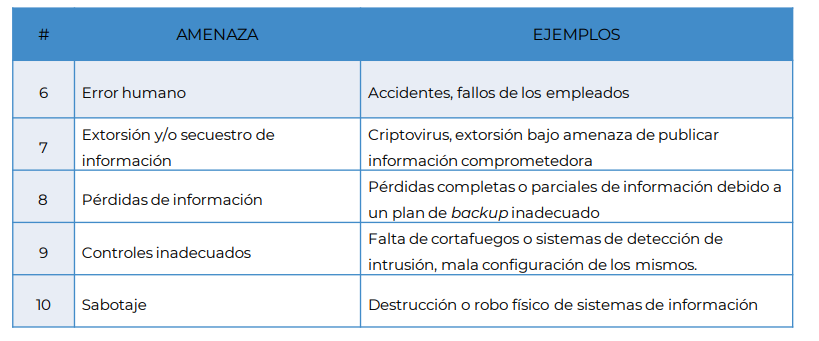 # AMENAZA EJEMPLOS
6 Error humano Accidentes, fallos de los empleados
7 Extorsión y/o secuestro de información Criptovirus, extorsión bajo amenaza de publicar información comprometedora
8 Pérdidas de información Pérdidas completas o parciales de información debido a un plan de backup inadecuado
9 Controles inadecuados Falta de cortafuegos o sistemas de detección de intrusión, mala configuración de los mismos.
10 Sabotaje Destrucción o robo físico de sistemas de información